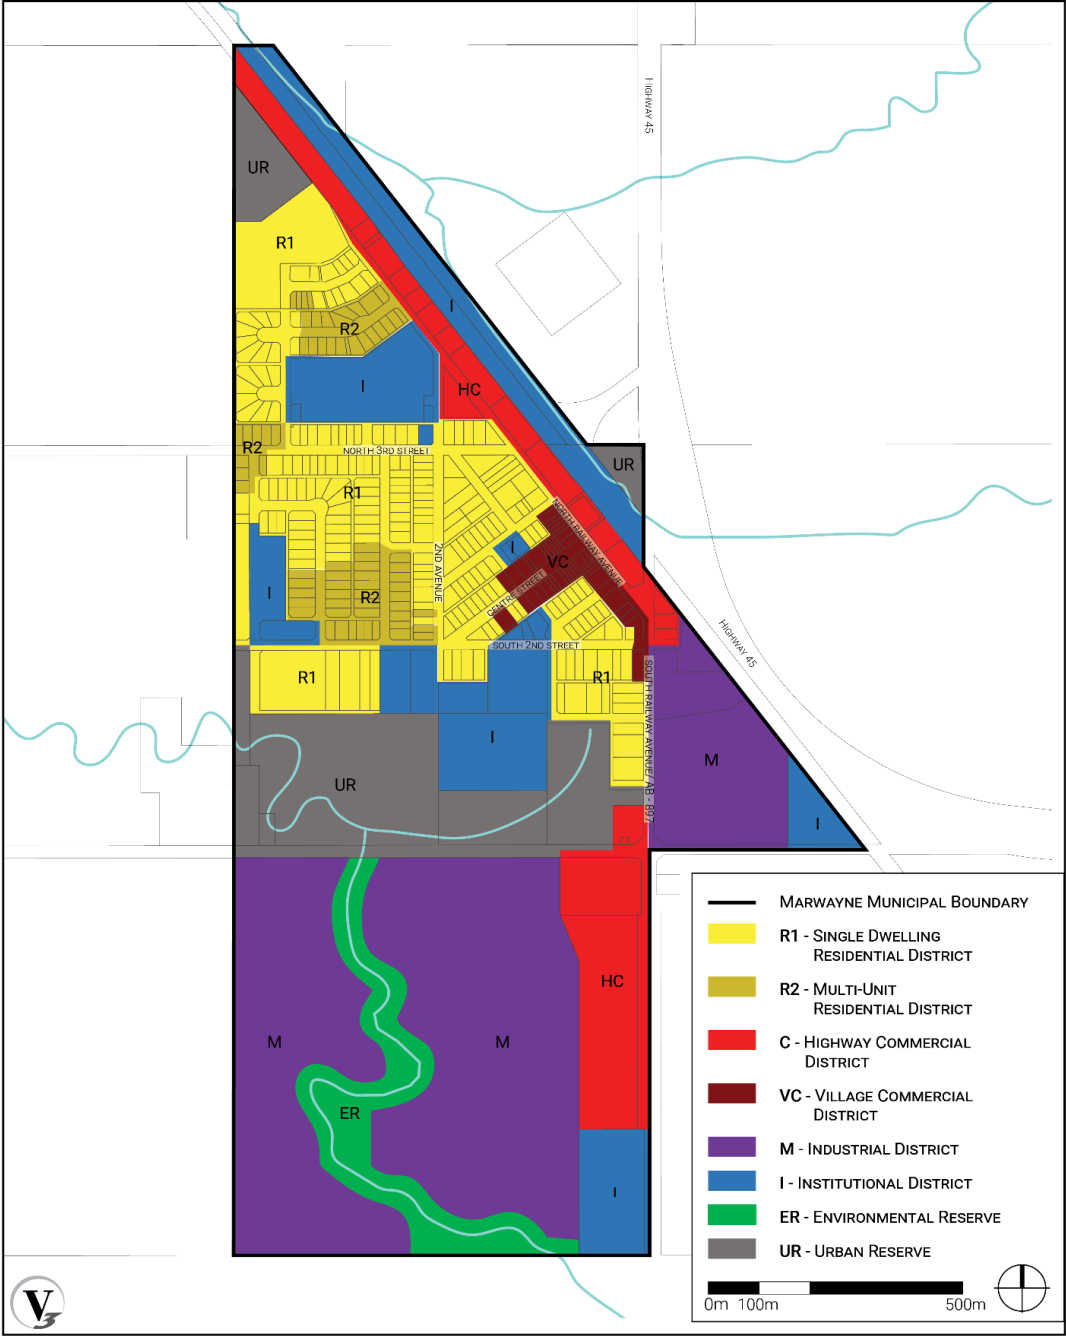 HIGHWAY 45
UR
R1
I
R2
I
HC
R2
NORTH 3RD STREET
UR
R1
NORTH RAILWAY AVENUE
2ND AVENUE
I
VC
I
R2
CENTRE STREET
SOUTH 2ND STREET
HIGHWAY 45
R1
R1
SOUTH RAILWAY AVENUE/ AB - 897
I
M
UR
I
HC
M
M
ER
I
MARWAYNE MUNICIPAL BOUNDARY
R1 - SINGLE DWELLING
RESIDENTIAL DISTRICT
R2 - MULTI-UNIT
RESIDENTIAL DISTRICT
C - HIGHWAY COMMERCIAL
DISTRICT
VC - VILLAGE COMMERCIAL
DISTRICT
M - INDUSTRIAL DISTRICT
I - INSTITUTIONAL DISTRICT
ER - ENVIRONMENTAL RESERVE
UR - URBAN RESERVE
0m 100m 500m
V3